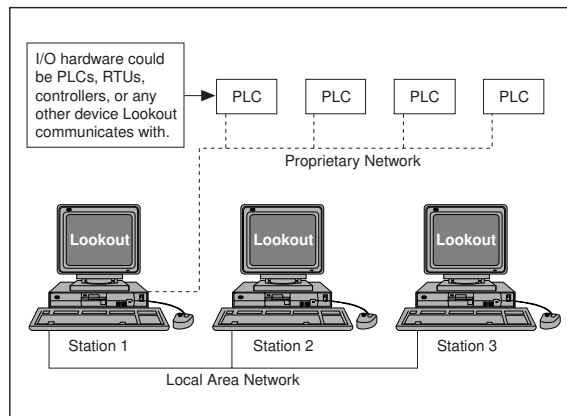 I/O hardware could
be PLCs, RTUs,
controllers, or any
other device Lookout
communicates with.
PLC
PLC
PLC
PLC
Proprietary Network
Lookout
Lookout
Lookout
Station 1
Station 2
Station 3
Local Area Network